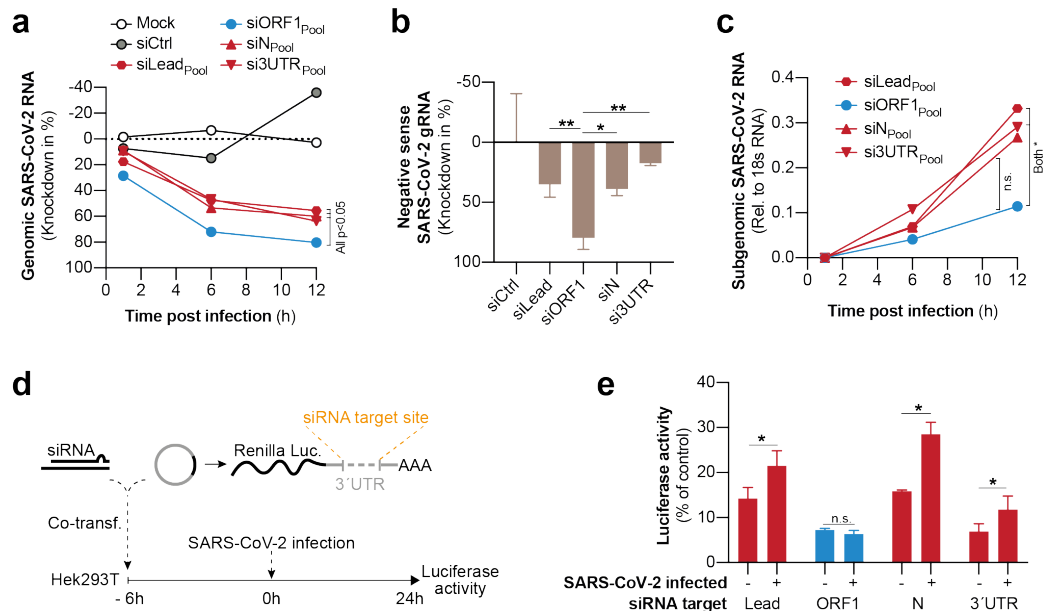 a
Mock
siCtrl
siLeadPool
siORF1Pool
siNPool
si3UTRPool
Genomic SARS-CoV-2 RNA
(Knockdown in %)
-40
-20
0
20
40
60
80
100
0 2 4 6 8 10 12
Time post infection (h)
All p<0.05
b
Negative sense
SARS-CoV-2 gRNA
(Knockdown in %)
-50
0
50
100
** * **
siCtrl
siLead
siORF1
siN
si3UTR
c
Subgenomic SARS-CoV-2 RNA
(Rel. to 18s RNA)
0.4
0.3
0.2
0.1
0.0
siLeadPool
siORF1Pool
siNPool
si3UTRPool
n.s.
Both *
0 2 4 6 8 10 12
Time post infection (h)
d
siRNA target site
siRNA
Renilla Luc.
AAA
3´UTR
Co-transf.
SARS-CoV-2 infection
Hek293T
Luciferase
activity
- 6h
0h
24h
e
Luciferase activity
(% of control)
40
30
20
10
0
* n.s. * *
SARS-CoV-2 infected - + - + - + - +
siRNA target Lead ORF1 N 3´UTR